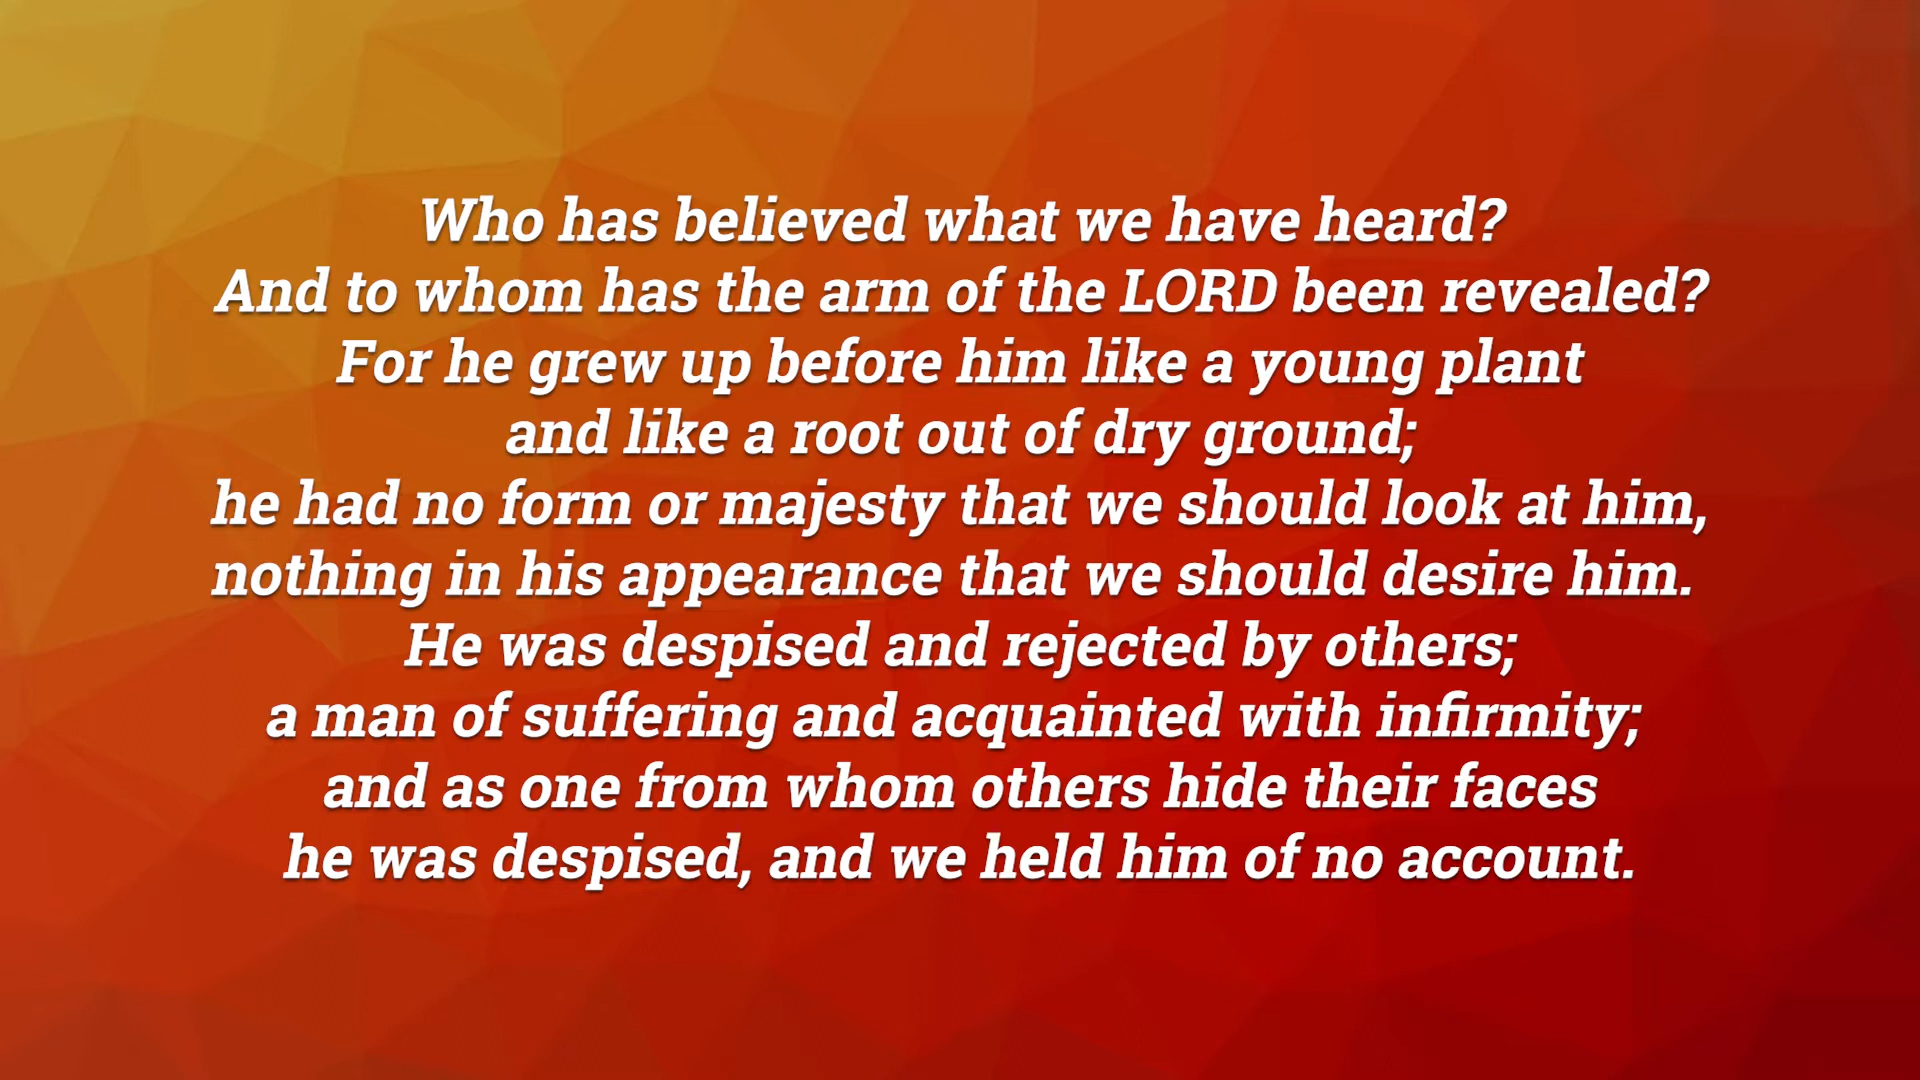 Who has believed what we have heard?
And to whom has the arm of the LORD been revealed?
For he grew up before him like a young plant
and like a root out of dry ground;
he had no form or majesty that we should look at him,
nothing in his appearance that we should desire him.
He was despised and rejected by others;
a man of suffering and acquainted with infirmity;
and as one from whom others hide their faces
he was despised, and we held him of no account.